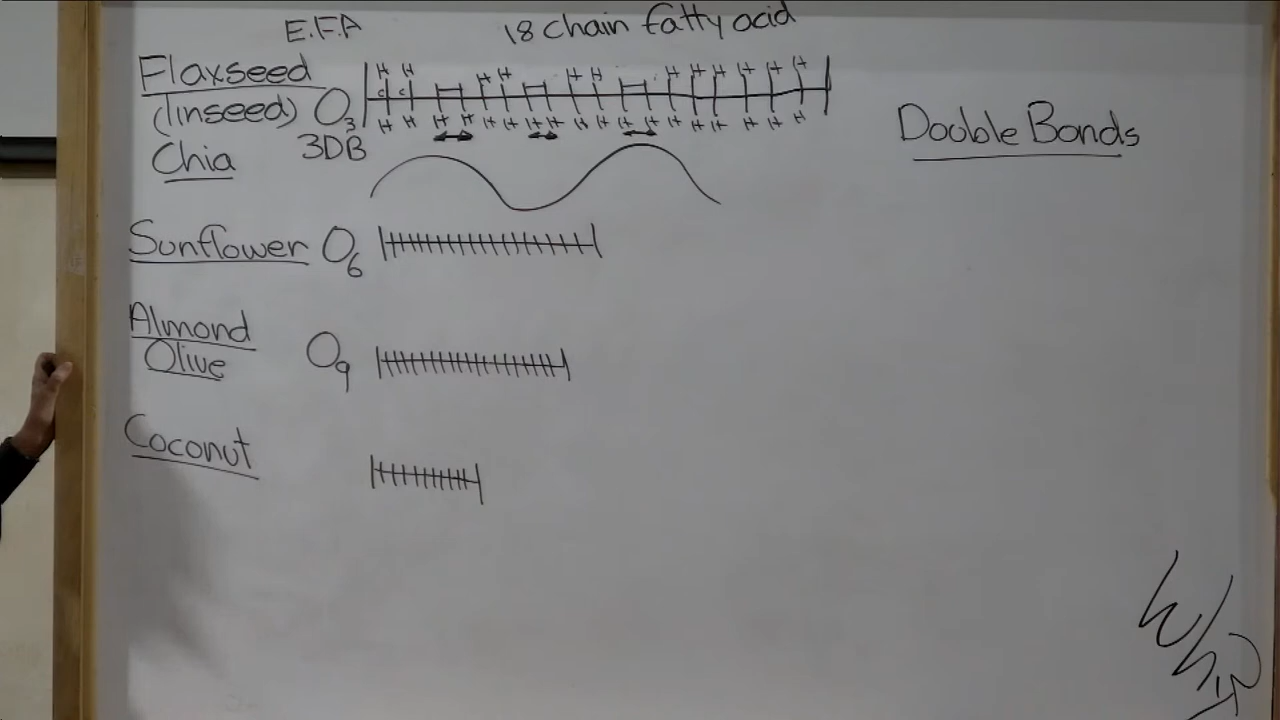 E.F.A
18 Chain fatty acid
Flaxseed
(linseed) O3
Chia 3DB
H H H H H H H H H H H H
c c
H H H H H H H H H H H H H H H H H H
Double Bonds
Sunflower O6
Almond
Olive O9
Coconut